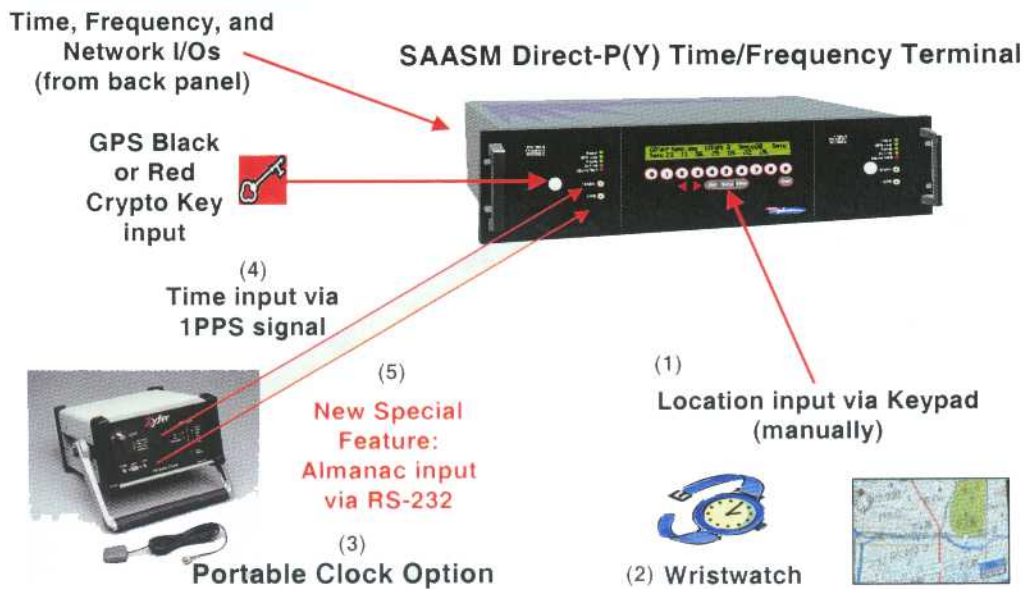 Time, Frequency, and
Network I/Os
(from back panel)
SAASM Direct-P(Y) Time/Frequency Terminal
GPS Black
or Red
Crypto Key
input
(4)
Time input via
1PPS signal
(5)
New Special
Feature:
Almanac input
via RS-232
(1)
Location input via Keypad
(manually)
(3)
Portable Clock Option
(2) Wristwatch